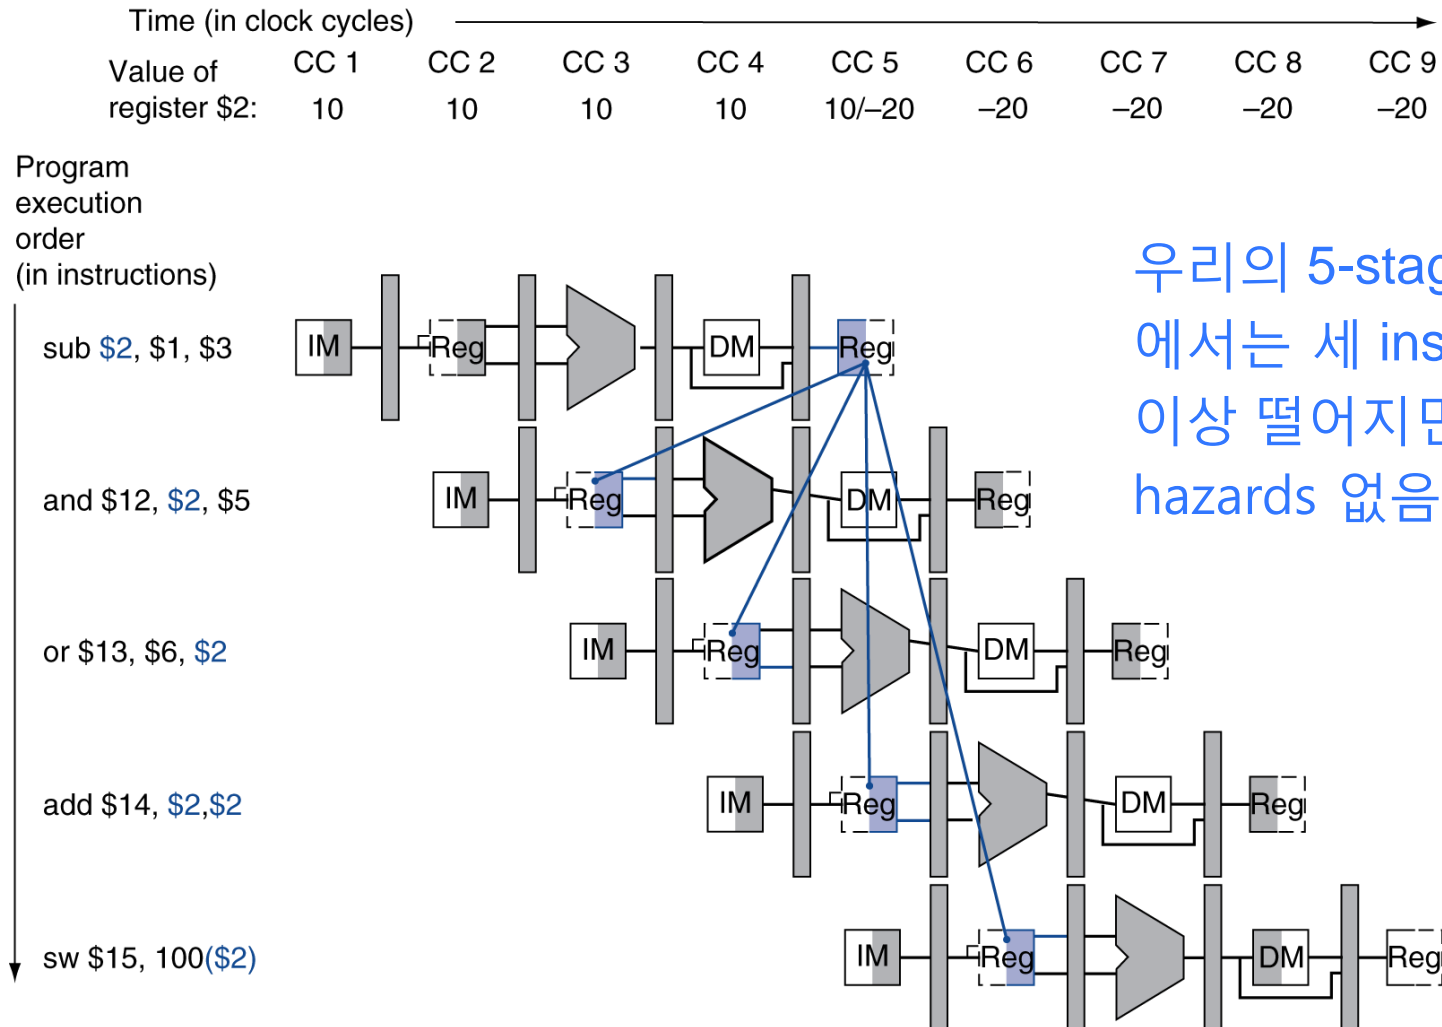 Time (in clock cycles)
Value of register $2:
CC 1 CC 2 CC 3 CC 4 CC 5 CC 6 CC 7 CC 8 CC 9
10 10 10 10 10/–20 –20 –20 –20 –20
Program
execution
order
(in instructions)
우리의 5-stag
에서는 세 ins
이상 떨어지면
hazards 없음
sub $2, $1, $3
IM Reg DM Reg
and $12, $2, $5
IM Reg DM Reg
or $13, $6, $2
IM Reg DM Reg
add $14, $2,$2
IM Reg DM Reg
sw $15, 100($2)
IM Reg DM Reg